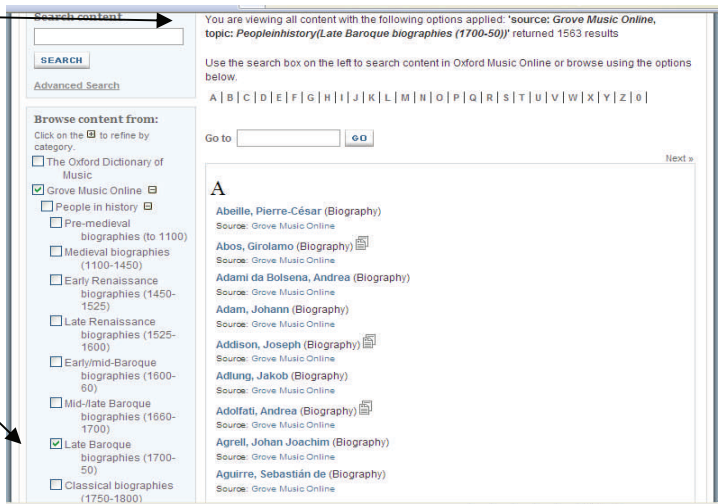 Search content
SEARCH
Advanced Search
Browse content from:
Click on the ⊞ to refine by
category.
The Oxford Dictionary of
Music
Grove Music Online
People in history
Pre-medieval
biographies (to 1100)
Medieval biographies
(1100-1450)
Early Renaissance
biographies (1450-
1525)
Late Renaissance
biographies (1525-
1600)
Early/mid-Baroque
biographies (1600-
60)
Mid-/late Baroque
biographies (1660-
1700)
Late Baroque
biographies (1700-
50)
Classical biographies
(1750-1800)
You are viewing all content with the following options applied: 'source: Grove Music Online,
topic: Peopleinhistory(Late Baroque biographies (1700-50))' returned 1563 results
Use the search box on the left to search content in Oxford Music Online or browse using the options
below.
A | B | C | D | E | F | G | H | I | J | K | L | M | N | O | P | Q | R | S | T | U | V | W | X | Y | Z | 0 |
Go to GO
Next »
A
Abeille, Pierre-César (Biography)
Source: Grove Music Online
Abos, Girolamo (Biography)
Source: Grove Music Online
Adami da Bolsena, Andrea (Biography)
Source: Grove Music Online
Adam, Johann (Biography)
Source: Grove Music Online
Addison, Joseph (Biography)
Source: Grove Music Online
Adlung, Jakob (Biography)
Source: Grove Music Online
Adolfati, Andrea (Biography)
Source: Grove Music Online
Agrell, Johan Joachim (Biography)
Source: Grove Music Online
Aguirre, Sebastián de (Biography)
Source: Grove Music Online